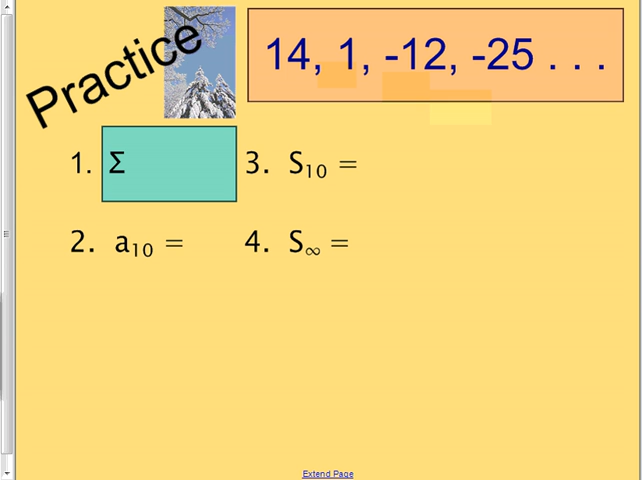 Practice
14, 1, -12, -25 . . .
1. Σ
3. S₁₀ =
2. a₁₀ =
4. S∞ =
Extend Page